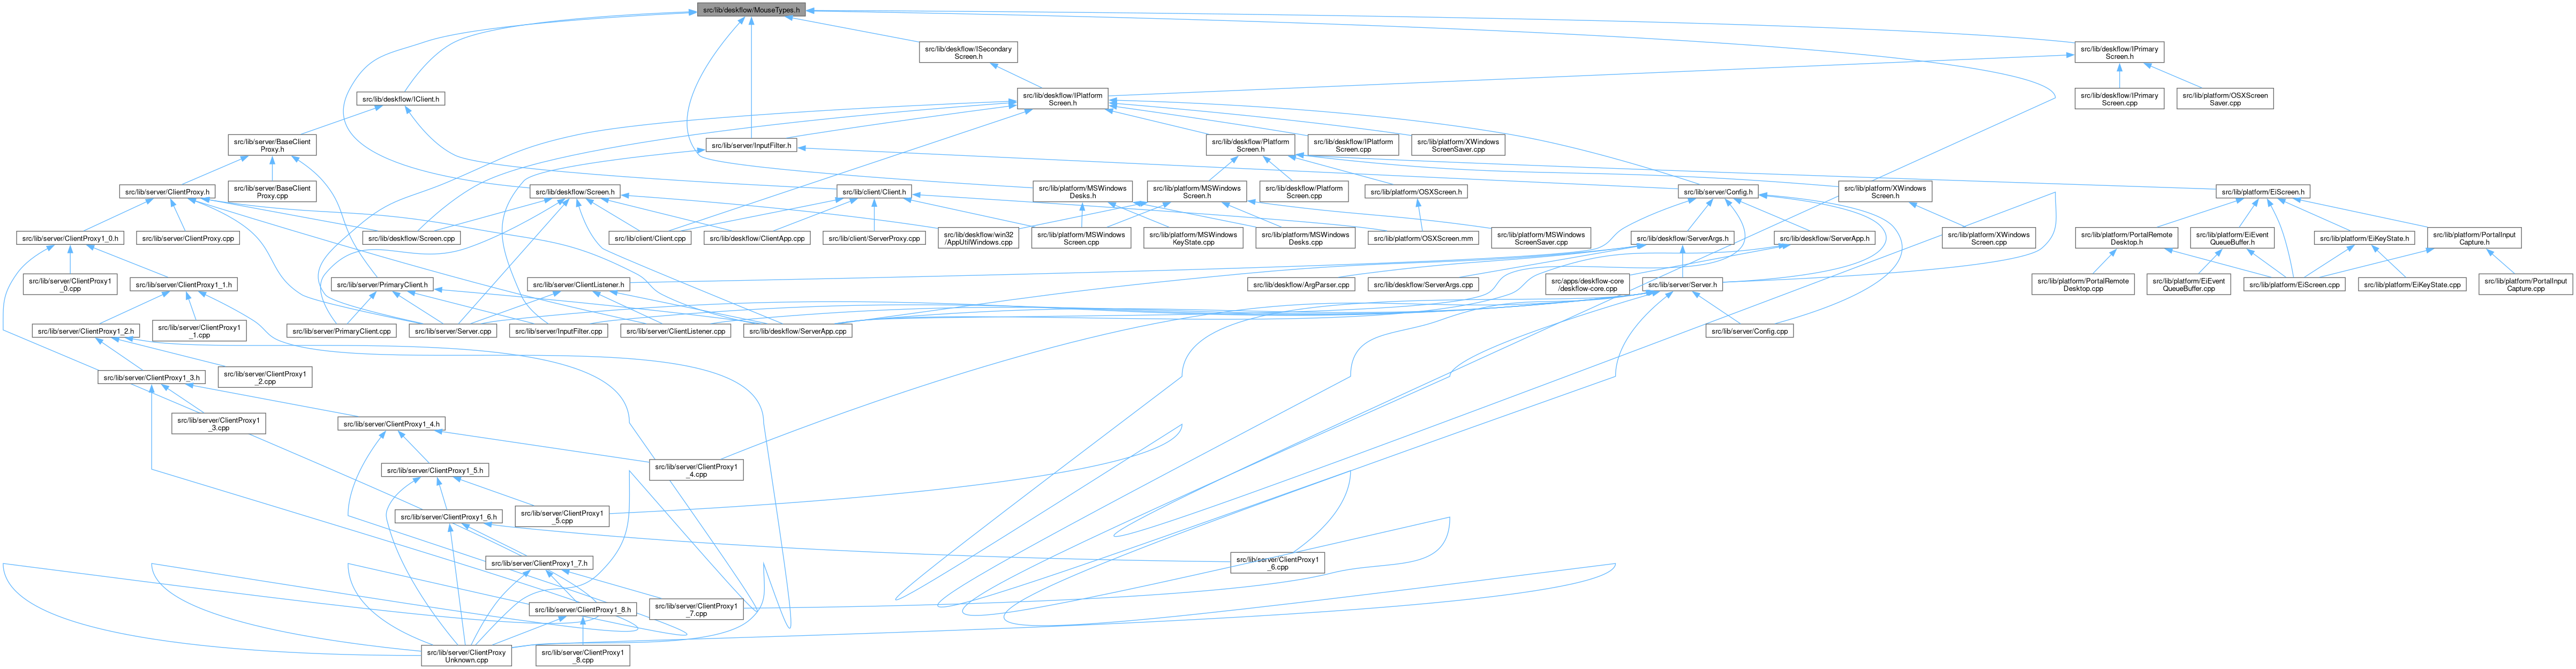 src/lib/deskflow/MouseTypes.h
src/lib/deskflow/ISecondary
Screen.h
src/lib/deskflow/IPrimary
Screen.h
src/lib/deskflow/IClient.h
src/lib/deskflow/IPlatform
Screen.h
src/lib/deskflow/IPrimary
Screen.cpp
src/lib/platform/OSXScreen
Saver.cpp
src/lib/server/BaseClient
Proxy.h
src/lib/server/InputFilter.h
src/lib/deskflow/Platform
Screen.h
src/lib/deskflow/IPlatform
Screen.cpp
src/lib/platform/XWindows
ScreenSaver.cpp
src/lib/server/ClientProxy.h
src/lib/server/BaseClient
Proxy.cpp
src/lib/deskflow/Screen.h
src/lib/client/Client.h
src/lib/platform/MSWindows
Desks.h
src/lib/platform/MSWindows
Screen.h
src/lib/deskflow/Platform
Screen.cpp
src/lib/platform/OSXScreen.h
src/lib/server/Config.h
src/lib/platform/XWindows
Screen.h
src/lib/platform/EiScreen.h
src/lib/server/ClientProxy1_0.h
src/lib/server/ClientProxy.cpp
src/lib/deskflow/Screen.cpp
src/lib/client/Client.cpp
src/lib/deskflow/ClientApp.cpp
src/lib/client/ServerProxy.cpp
src/lib/deskflow/win32
/AppUtilWindows.cpp
src/lib/platform/MSWindows
Screen.cpp
src/lib/platform/MSWindows
KeyState.cpp
src/lib/platform/MSWindows
Desks.cpp
src/lib/platform/OSXScreen.mm
src/lib/platform/MSWindows
ScreenSaver.cpp
src/lib/deskflow/ServerArgs.h
src/lib/deskflow/ServerApp.h
src/lib/platform/XWindows
Screen.cpp
src/lib/platform/PortalRemote
Desktop.h
src/lib/platform/EiEvent
QueueBuffer.h
src/lib/platform/EiKeyState.h
src/lib/platform/PortalInput
Capture.h
src/lib/server/ClientProxy1
_0.cpp
src/lib/server/ClientProxy1_1.h
src/lib/server/PrimaryClient.h
src/lib/server/ClientListener.h
src/lib/deskflow/ArgParser.cpp
src/lib/deskflow/ServerArgs.cpp
src/apps/deskflow-core
/deskflow-core.cpp
src/lib/server/Server.h
src/lib/platform/PortalRemote
Desktop.cpp
src/lib/platform/EiEvent
QueueBuffer.cpp
src/lib/platform/EiScreen.cpp
src/lib/platform/EiKeyState.cpp
src/lib/platform/PortalInput
Capture.cpp
src/lib/server/ClientProxy1_2.h
src/lib/server/ClientProxy1
_1.cpp
src/lib/server/PrimaryClient.cpp
src/lib/server/Server.cpp
src/lib/server/InputFilter.cpp
src/lib/server/ClientListener.cpp
src/lib/deskflow/ServerApp.cpp
src/lib/server/Config.cpp
src/lib/server/ClientProxy1_3.h
src/lib/server/ClientProxy1
_2.cpp
src/lib/server/ClientProxy1
_3.cpp
src/lib/server/ClientProxy1_4.h
src/lib/server/ClientProxy1_5.h
src/lib/server/ClientProxy1
_4.cpp
src/lib/server/ClientProxy1_6.h
src/lib/server/ClientProxy1
_5.cpp
src/lib/server/ClientProxy1_7.h
src/lib/server/ClientProxy1
_6.cpp
src/lib/server/ClientProxy1_8.h
src/lib/server/ClientProxy1
_7.cpp
src/lib/server/ClientProxy
Unknown.cpp
src/lib/server/ClientProxy1
_8.cpp